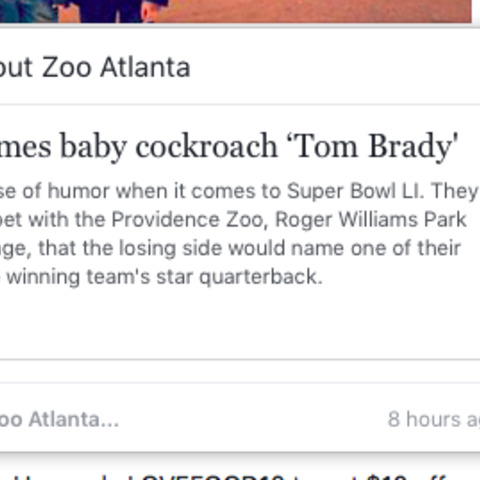 out Zoo Atlanta
mes baby cockroach ‘Tom Brady'
se of humor when it comes to Super Bowl LI. They
bet with the Providence Zoo, Roger Williams Park
ge, that the losing side would name one of their
winning team's star quarterback.
oo Atlanta...
8 hours ag